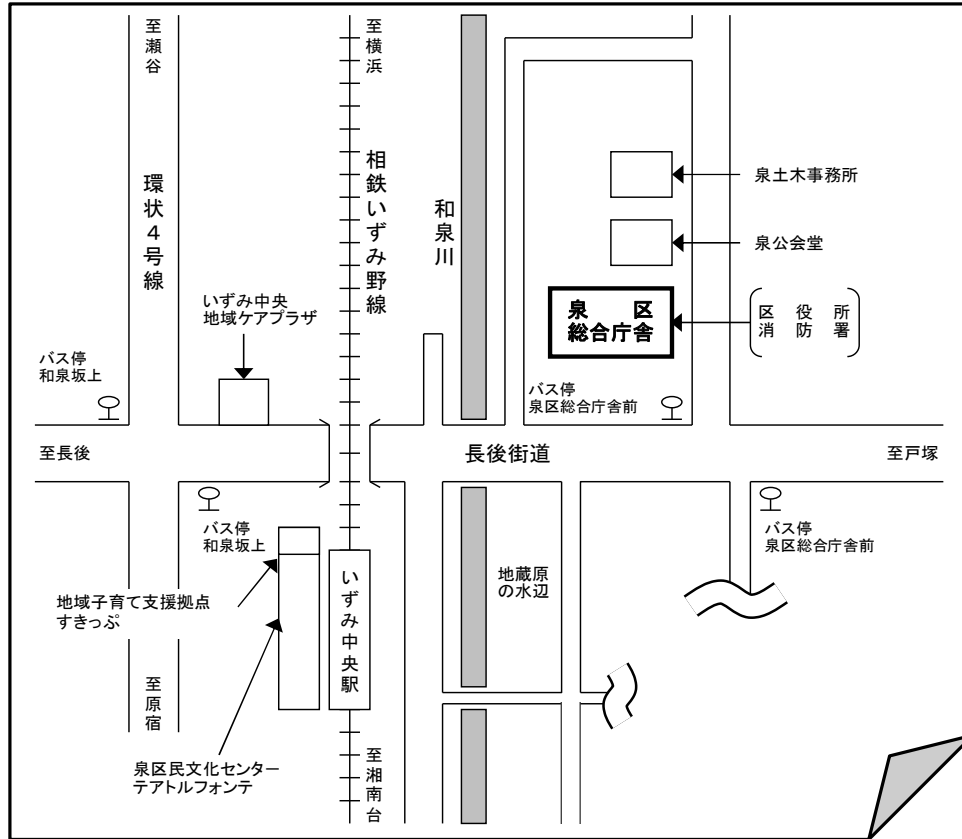 至瀬谷
至横浜
環状４号線
相鉄いずみ野線
和泉川
泉土木事務所
泉公会堂
泉　区
総合庁舎
区　役　所
消　防　署
いずみ中央
地域ケアプラザ
バス停
和泉坂上
バス停
泉区総合庁舎前
至長後
長後街道
至戸塚
バス停
和泉坂上
バス停
泉区総合庁舎前
地域子育て支援拠点
すきっぷ
いずみ中央駅
地蔵原
の水辺
至原宿
泉区民文化センター
テアトルフォンテ
至湘南台